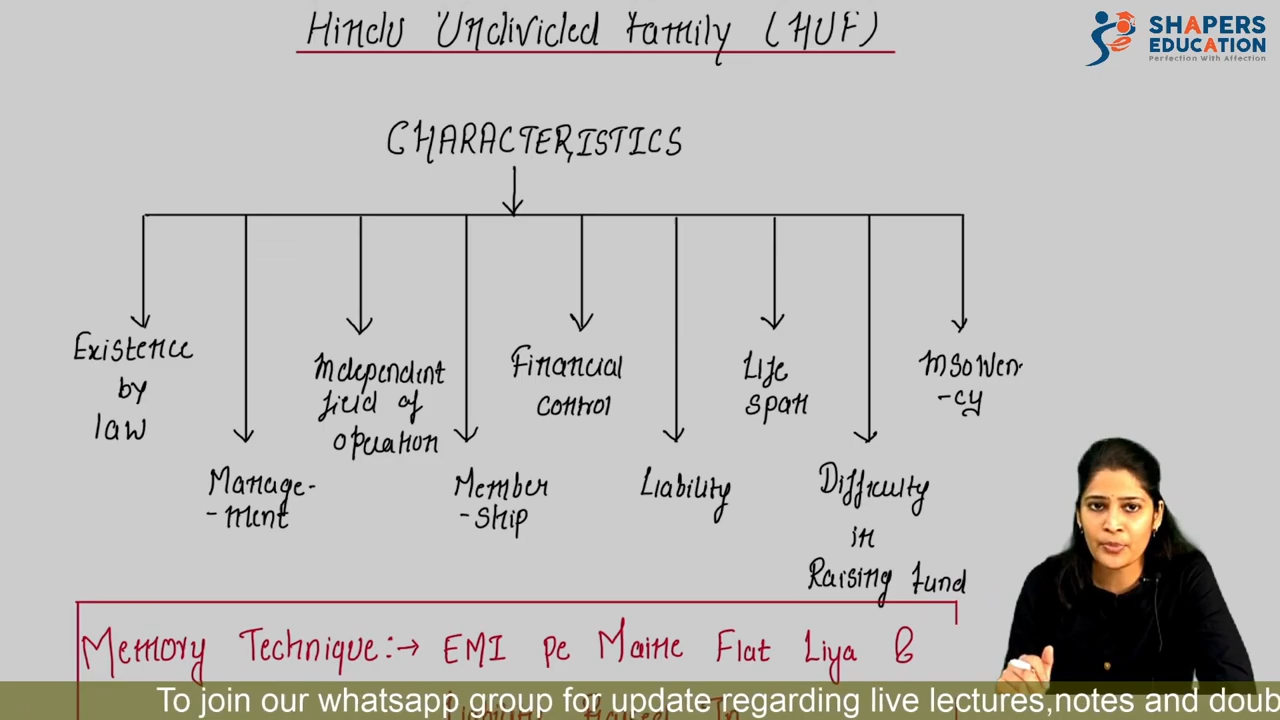 Hindu Undivided Family (HUF)
SHAPERS
EDUCATION
Perfection With Affection
CHARACTERISTICS
Existence
by
law
Manage-
-ment
Independent
field of
operation
Member
-ship
Financial
control
Liability
Life
span
Difficulty
in
Raising Fund
Insolven-
-cy
Memory Technique:→ EMI pe Maine Flat Liya &
To join our whatsapp group for update regarding live lectures,notes and doub